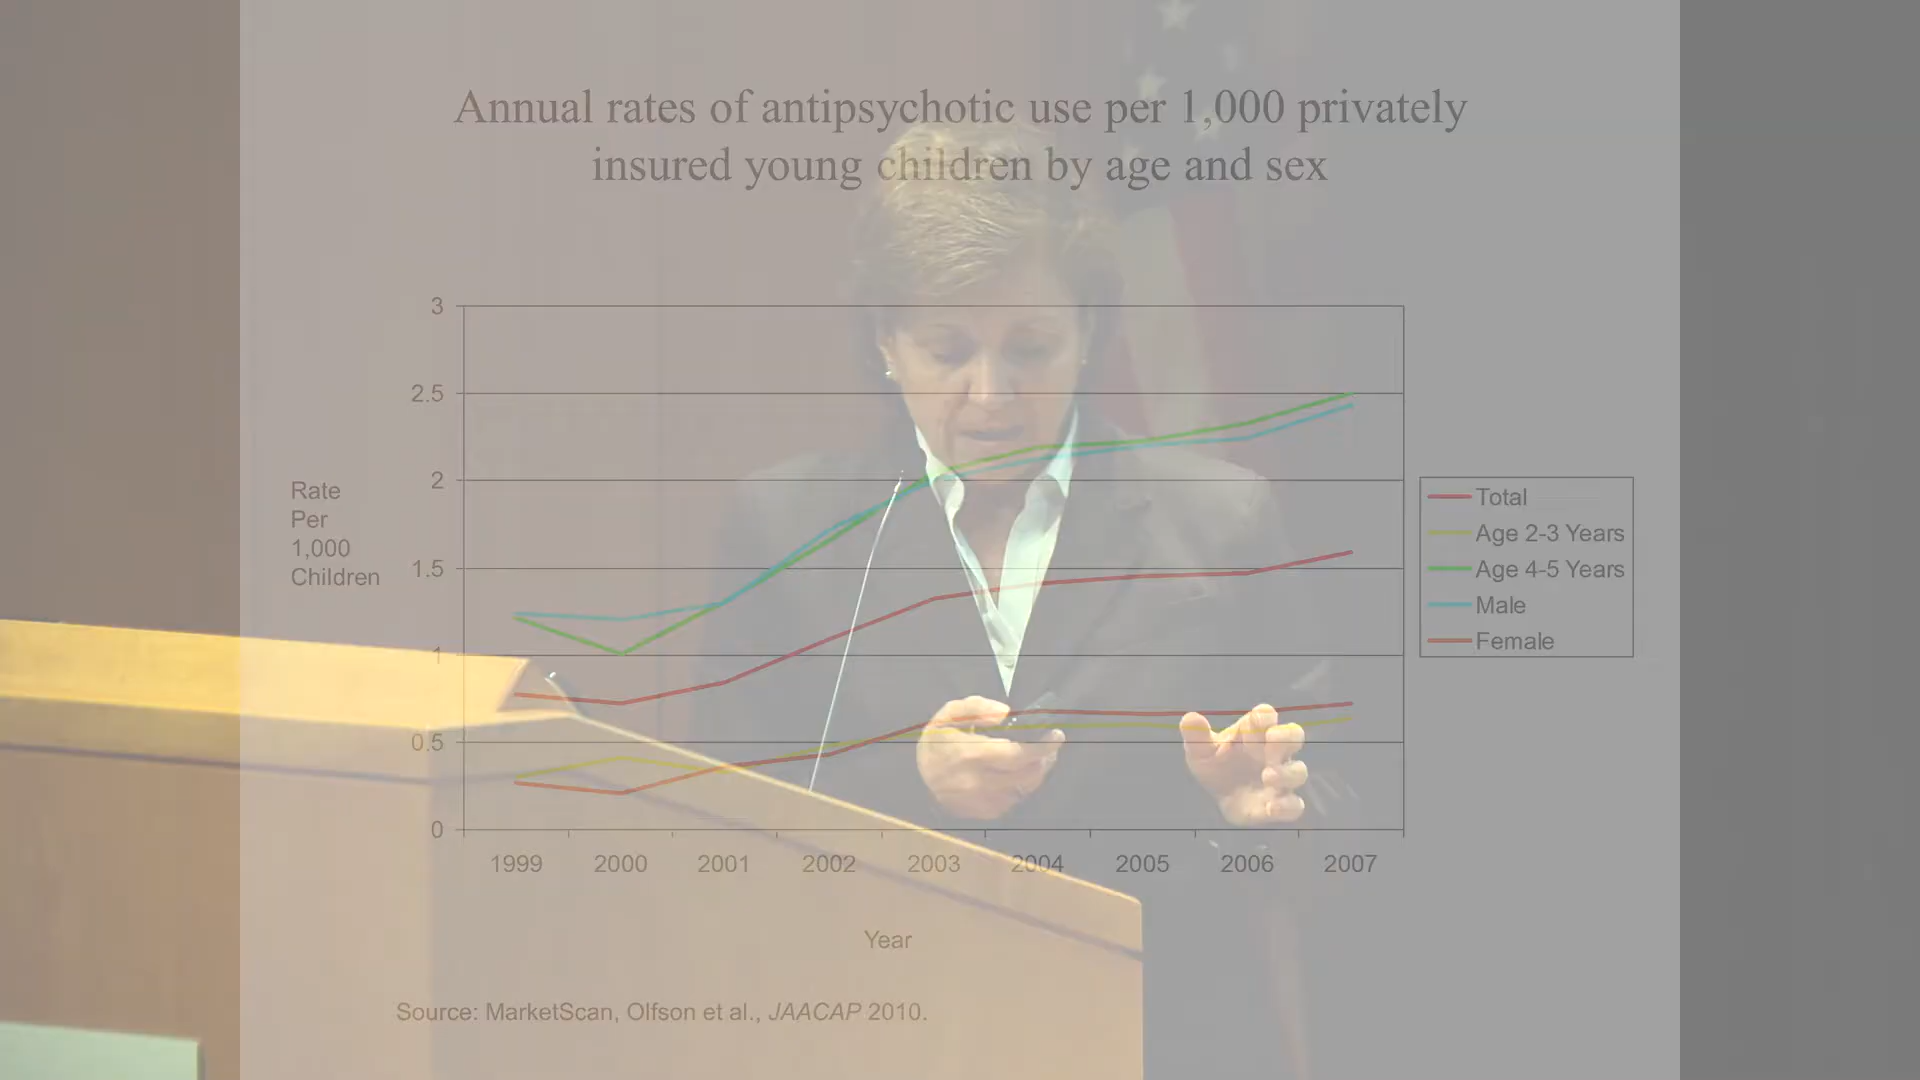 Annual rates of antipsychotic use per 1,000 privately
insured young children by age and sex
3
2.5
2
1.5
1
0.5
0
Rate
Per
1,000
Children
1999 2000 2001 2002 2003 2004 2005 2006 2007
Year
Total
Age 2-3 Years
Age 4-5 Years
Male
Female
Source: MarketScan, Olfson et al., JAACAP 2010.